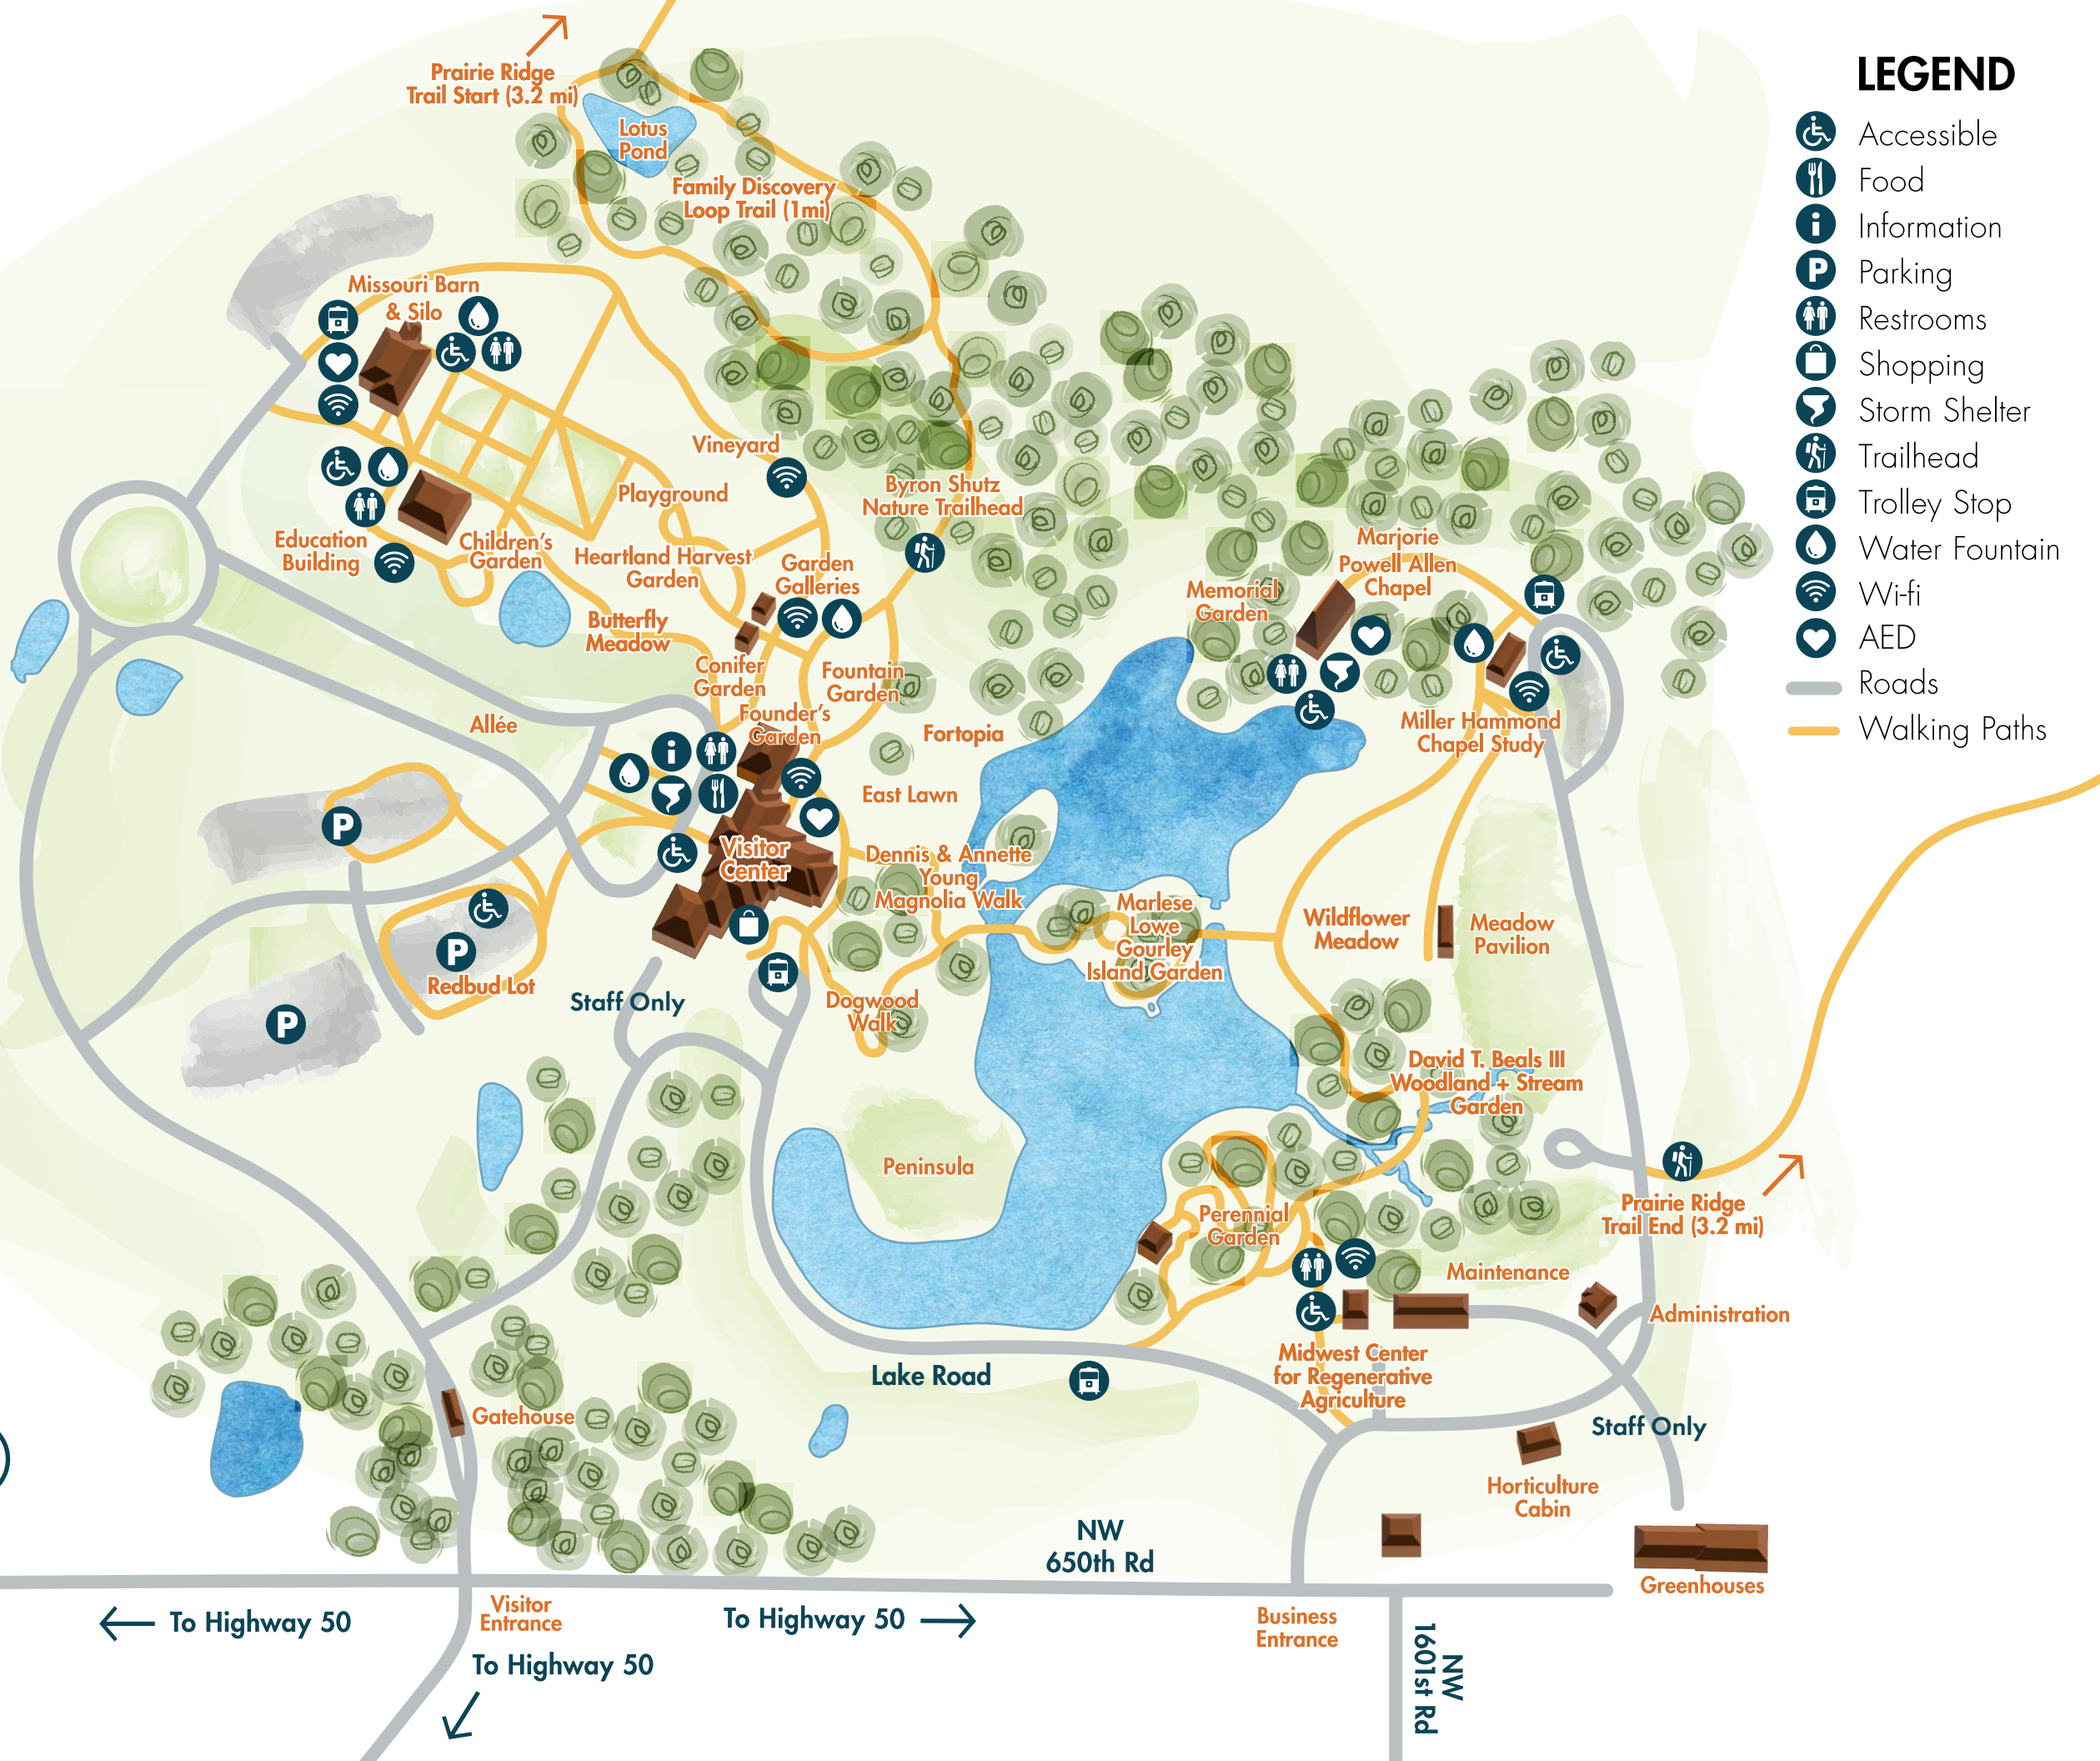 Prairie Ridge
Trail Start (3.2 mi)
Lotus
Pond
Family Discovery
Loop Trail (1mi)
Missouri Barn
& Silo
Vineyard
Playground
Byron Shutz
Nature Trailhead
Education
Building
Children's
Garden
Heartland Harvest
Garden
Garden
Galleries
Butterfly
Meadow
Conifer
Garden
Fountain
Garden
Founder's
Garden
Allée
Fortopia
East Lawn
Memorial
Garden
Marjorie
Powell Allen
Chapel
Miller Hammond
Chapel Study
P
Visitor
Center
Dennis & Annette
Young
Magnolia Walk
Marlese
Lowe
Gourley
Island Garden
Wildflower
Meadow
Meadow
Pavilion
P
Redbud Lot
P
Staff Only
Dogwood
Walk
David T. Beals III
Woodland + Stream
Garden
Peninsula
Perennial
Garden
Prairie Ridge
Trail End (3.2 mi)
Maintenance
Administration
Midwest Center
for Regenerative
Agriculture
Lake Road
Gatehouse
Staff Only
Horticulture
Cabin
Greenhouses
NW
650th Rd
To Highway 50
Visitor
Entrance
To Highway 50
To Highway 50
Business
Entrance
NW
1601st Rd
LEGEND
Accessible
Food
i Information
P Parking
Restrooms
Shopping
Storm Shelter
Trailhead
Trolley Stop
Water Fountain
Wi-fi
AED
Roads
Walking Paths